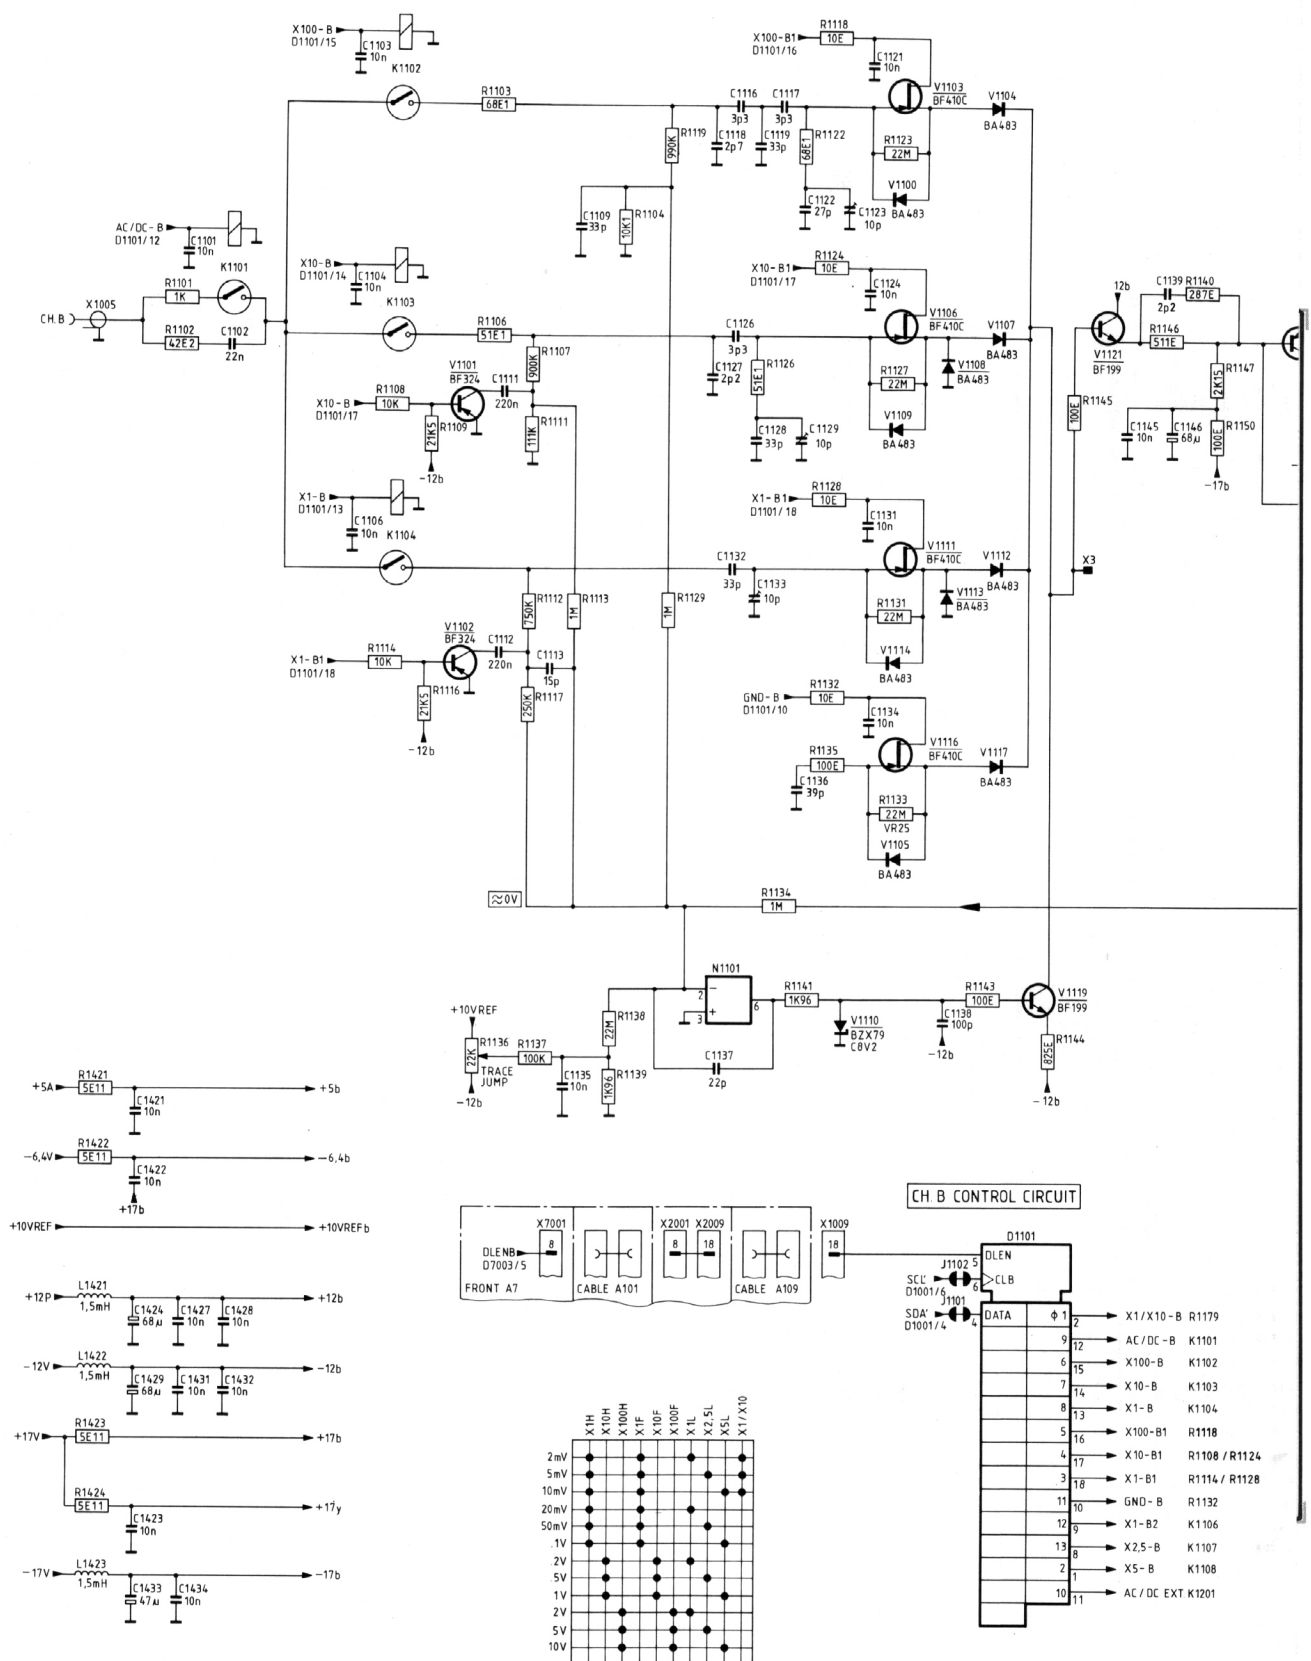 X100-B
D1101/15
C1103
10n
K1102
R1103
68E1
AC/DC-B
D1101/12
C1101
10n
K1101
R1101
1K
CH.B
X1005
R1102
42E2
C1102
22n
X10-B
D1101/14
C1104
10n
K1103
R1106
51E1
X10-B
D1101/17
R1108
10K
V1101
BF324
R1109
21K5
-12b
C1111
220n
R1107
900K
R1111
111K
X1-B
D1101/13
C1106
10n
K1104
X1-B1
D1101/18
R1114
10K
V1102
BF324
R1116
21K5
-12b
C1112
220n
R1112
750K
C1113
15p
R1117
250K
R1113
1M
R1129
1M
C1109
33p
R1104
10K1
R1119
990K
C1116
3p3
C1117
3p3
C1118
2p7
C1119
33p
R1122
68E1
C1122
27p
C1123
10p
X100-B1
D1101/16
R1118
10E
C1121
10n
V1103
BF410C
V1104
BA483
R1123
22M
V1100
BA483
X10-B1
D1101/17
R1124
10E
C1124
10n
V1106
BF410C
V1107
BA483
V1108
BA483
C1126
3p3
C1127
2p2
R1126
51E1
C1128
33p
C1129
10p
R1127
22M
V1109
BA483
X1-B1
D1101/18
R1128
10E
C1131
10n
V1111
BF410C
V1112
BA483
V1113
BA483
C1132
33p
C1133
10p
R1131
22M
V1114
BA483
GND-B
D1101/10
R1132
10E
C1134
10n
V1116
BF410C
V1117
BA483
R1135
100E
C1136
39p
R1133
22M
VR25
V1105
BA483
12b
V1121
BF199
C1139
2p2
R1140
287E
R1146
511E
R1147
2K15
R1145
100E
C1145
10n
C1146
68µ
R1150
100E
-17b
X3
≈0V
R1134
1M
N1101
2
-
3
+
6
R1141
1K96
V1110
BZX79
C8V2
C1138
100p
-12b
R1143
100E
V1119
BF199
R1144
825E
-12b
C1137
22p
+10VREF
R1136
22K
TRACE
JUMP
-12b
R1137
100K
C1135
10n
R1138
22M
R1139
1K96
+5A
R1421
5E11
C1421
10n
+5b
-6,4V
R1422
5E11
C1422
10n
+17b
-6,4b
+10VREF
+10VREFb
+12P
L1421
1,5mH
C1424
68µ
C1427
10n
C1428
10n
+12b
-12V
L1422
1,5mH
C1429
68µ
C1431
10n
C1432
10n
-12b
+17V
R1423
5E11
+17b
R1424
5E11
C1423
10n
+17y
-17V
L1423
1,5mH
C1433
47µ
C1434
10n
-17b
DLENB
D7003/5
X7001
8
FRONT A7
CABLE A101
X2001
8
X2009
18
CABLE A109
X1009
18
CH. B CONTROL CIRCUIT
D1101
5
DLEN
SCL'
D1001/6
J1102
6
CLB
SDA'
D1001/4
J1101
4
DATA
ϕ 1 2 X1/X10-B R1179
9 12 AC/DC-B K1101
6 15 X100-B K1102
7 14 X10-B K1103
8 13 X1-B K1104
5 16 X100-B1 R1118
4 17 X10-B1 R1108/R1124
3 18 X1-B1 R1114/R1128
11 10 GND-B R1132
12 9 X1-B2 K1106
13 8 X2,5-B K1107
2 1 X5-B K1108
10 11 AC/DC EXT K1201
X1H X10H X100H X1F X10F X100F X1L X2,5L X5L X1/X10
2mV
5mV
10mV
20mV
50mV
.1V
.2V
.5V
1V
2V
5V
10V